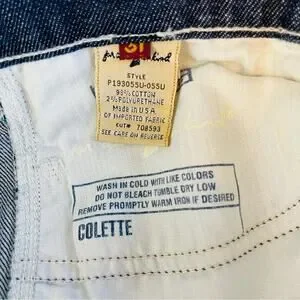 31
for all mankind
STYLE
P193055U-055U
98% COTTON
2% POLYURETHANE
MADE IN U.S.A.
OF IMPORTED FABRIC
CUT# 708593
SEE CARE ON REVERSE
WASH IN COLD WITH LIKE COLORS
DO NOT BLEACH TUMBLE DRY LOW
REMOVE PROMPTLY WARM IRON IF DESIRED
COLETTE